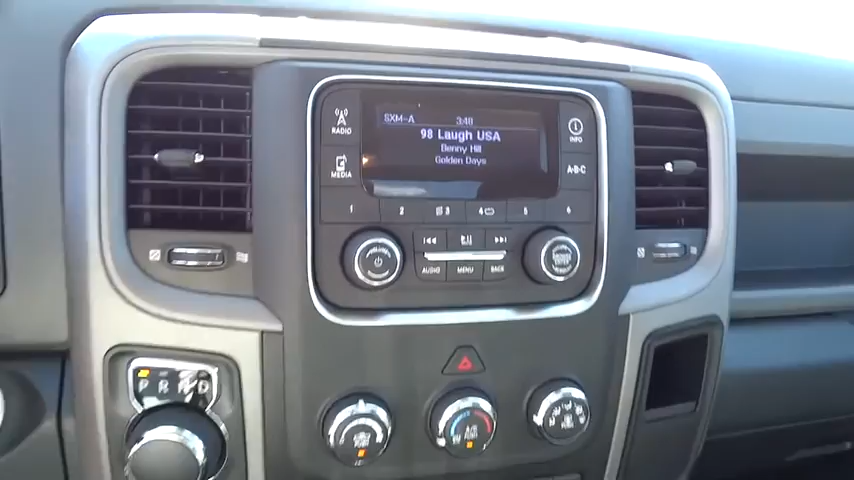 RADIO
SXM-A
3:48
INFO
98 Laugh USA
Benny Hill
Golden Days
MEDIA
A-B-C
1
2
3
4
5
6
AUDIO
MENU
BACK
P R N D
A/C